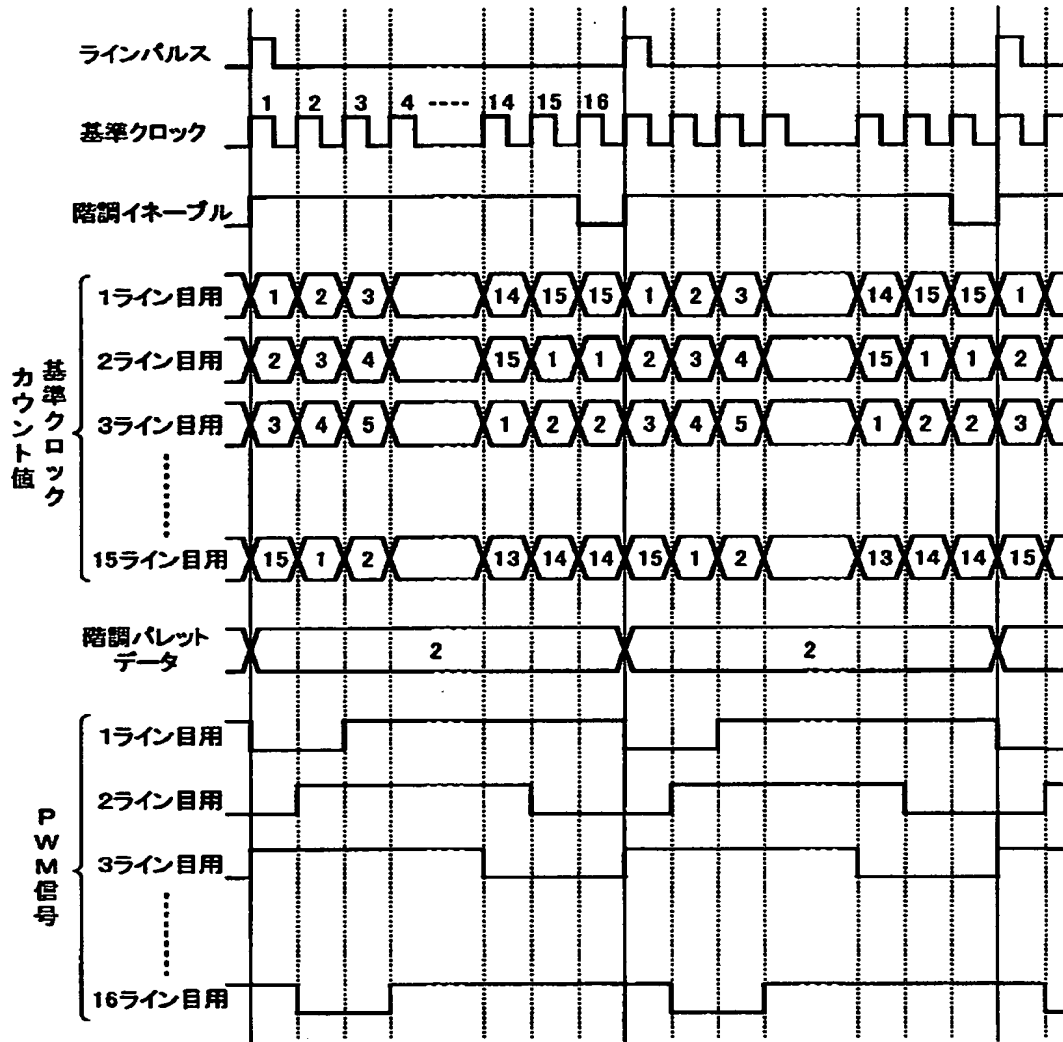 ラインパルス
1 2 3 4 ---- 14 15 16
基準クロック
階調イネーブル
基準クロック
カウント値
1ライン目用 1 2 3 14 15 15 1 2 3 14 15 15 1
2ライン目用 2 3 4 15 1 1 2 3 4 15 1 1 2
3ライン目用 3 4 5 1 2 2 3 4 5 1 2 2 3
15ライン目用 15 1 2 13 14 14 15 1 2 13 14 14 15
階調パレット
データ
2 2
PWM信号
1ライン目用
2ライン目用
3ライン目用
16ライン目用